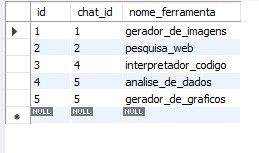 id chat_id nome_ferramenta
1 1 gerador_de_imagens
2 2 pesquisa_web
3 4 interpretador_codigo
4 5 analise_de_dados
5 5 gerador_de_graficos
NULL NULL NULL